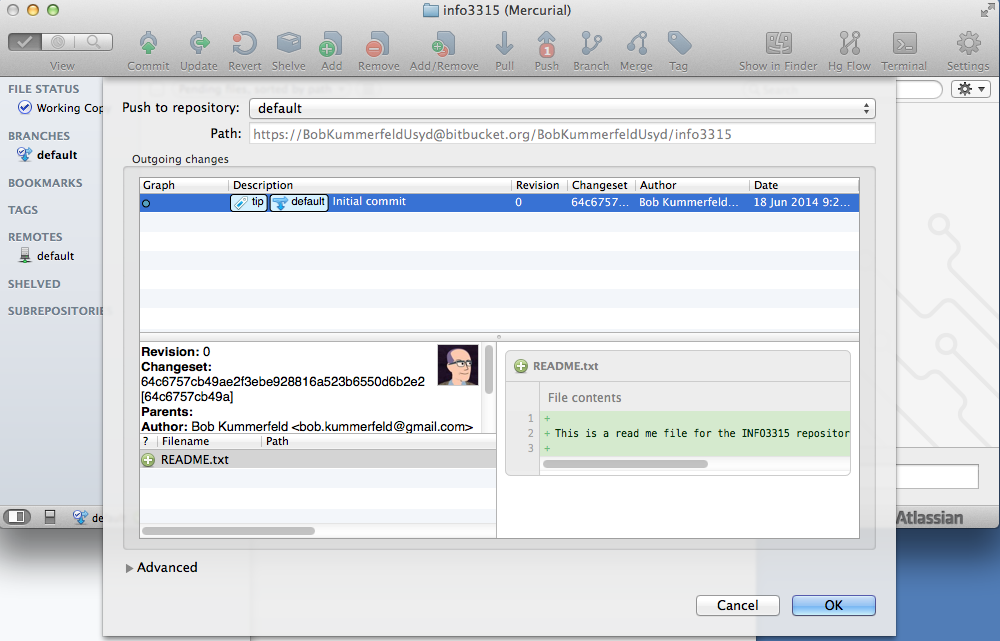 info3315 (Mercurial)
View
Commit
Update
Revert
Shelve
Add
Remove
Add/Remove
Pull
Push
Branch
Merge
Tag
Show in Finder
Hg Flow
Terminal
Settings
1
FILE STATUS
Working Cop
BRANCHES
default
BOOKMARKS
TAGS
REMOTES
default
SHELVED
SUBREPOSITORIE
Push to repository: default
Path: https://BobKummerfeldUsyd@bitbucket.org/BobKummerfeldUsyd/info3315
Outgoing changes
Graph Description Revision Changeset Author Date
tip default Initial commit 0 64c6757... Bob Kummerfeld... 18 Jun 2014 9:2...
Revision: 0
Changeset:
64c6757cb49ae2f3ebe928816a523b6550d6b2e2
[64c6757cb49a]
Parents:
Author: Bob Kummerfeld <bob.kummerfeld@gmail.com>
? Filename Path
README.txt
README.txt
File contents
1 +
2 + This is a read me file for the INFO3315 repositor
3 +
Advanced
Cancel OK
Atlassian